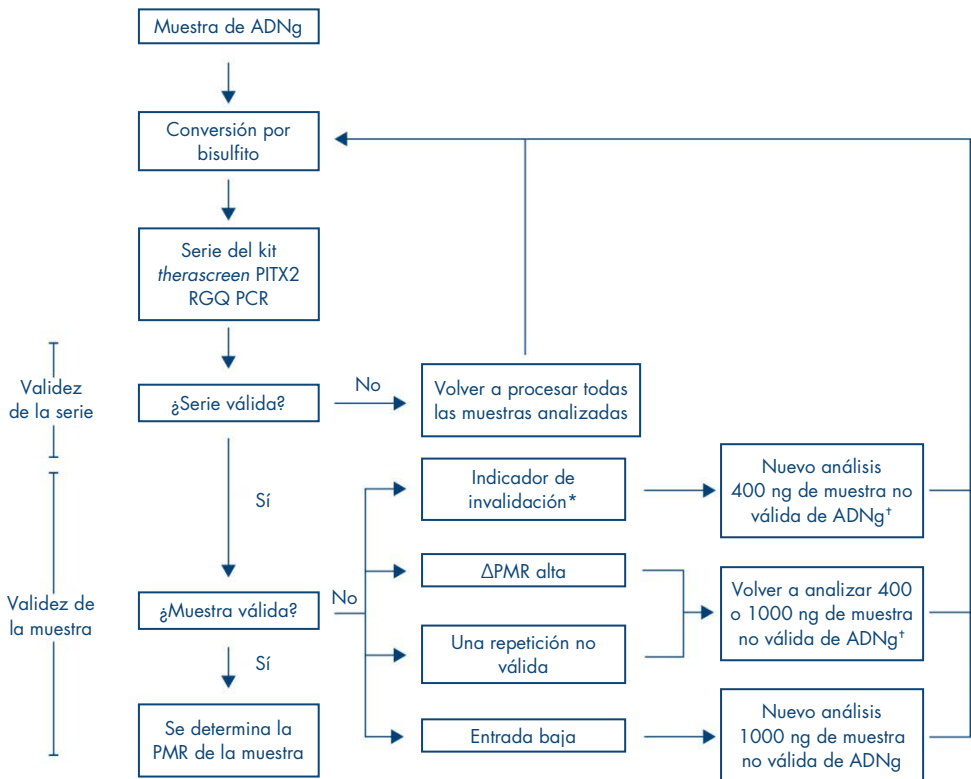 Muestra de ADNg
Conversión por
bisulfito
Serie del kit
therascreen PITX2
RGQ PCR
Validez
de la serie
¿Serie válida?
No
Volver a procesar todas
las muestras analizadas
Sí
Indicador de
invalidación*
Nuevo análisis
400 ng de muestra no
válida de ADNg†
ΔPMR alta
Validez de
la muestra
¿Muestra válida?
No
Volver a analizar 400
o 1000 ng de muestra
no válida de ADNg†
Una repetición no
válida
Sí
Se determina la
PMR de la muestra
Entrada baja
Nuevo análisis
1000 ng de muestra
no válida de ADNg